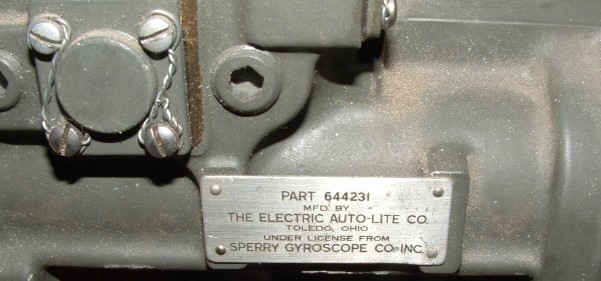 PART 644231
MFD. BY
THE ELECTRIC AUTO-LITE CO.
TOLEDO, OHIO
UNDER LICENSE FROM
SPERRY GYROSCOPE CO. INC.